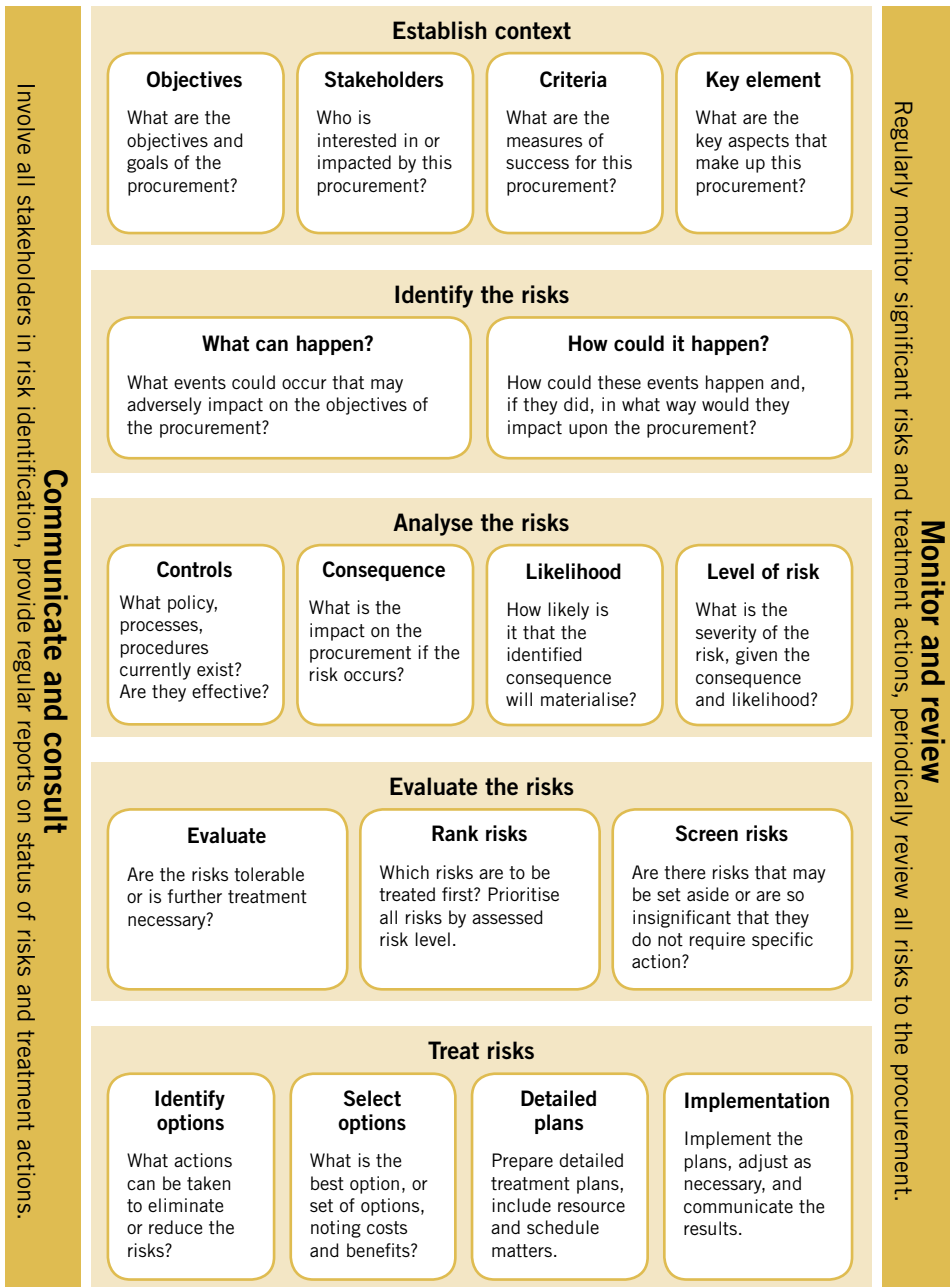 Communicate and consult
Involve all stakeholders in risk identification, provide regular reports on status of risks and treatment actions.
Establish context
Objectives
What are the
objectives and
goals of the
procurement?
Stakeholders
Who is
interested in or
impacted by this
procurement?
Criteria
What are the
measures of
success for this
procurement?
Key element
What are the
key aspects that
make up this
procurement?
Identify the risks
What can happen?
What events could occur that may
adversely impact on the objectives of
the procurement?
How could it happen?
How could these events happen and,
if they did, in what way would they
impact upon the procurement?
Analyse the risks
Controls
What policy,
processes,
procedures
currently exist?
Are they effective?
Consequence
What is the
impact on the
procurement if the
risk occurs?
Likelihood
How likely is
it that the
identified
consequence
will materialise?
Level of risk
What is the
severity of the
risk, given the
consequence
and likelihood?
Evaluate the risks
Evaluate
Are the risks tolerable
or is further treatment
necessary?
Rank risks
Which risks are to be
treated first? Prioritise
all risks by assessed
risk level.
Screen risks
Are there risks that may
be set aside or are so
insignificant that they
do not require specific
action?
Treat risks
Identify
options
What actions
can be taken
to eliminate
or reduce the
risks?
Select
options
What is the
best option, or
set of options,
noting costs
and benefits?
Detailed
plans
Prepare detailed
treatment plans,
include resource
and schedule
matters.
Implementation
Implement the
plans, adjust as
necessary, and
communicate the
results.
Monitor and review
Regularly monitor significant risks and treatment actions, periodically review all risks to the procurement.